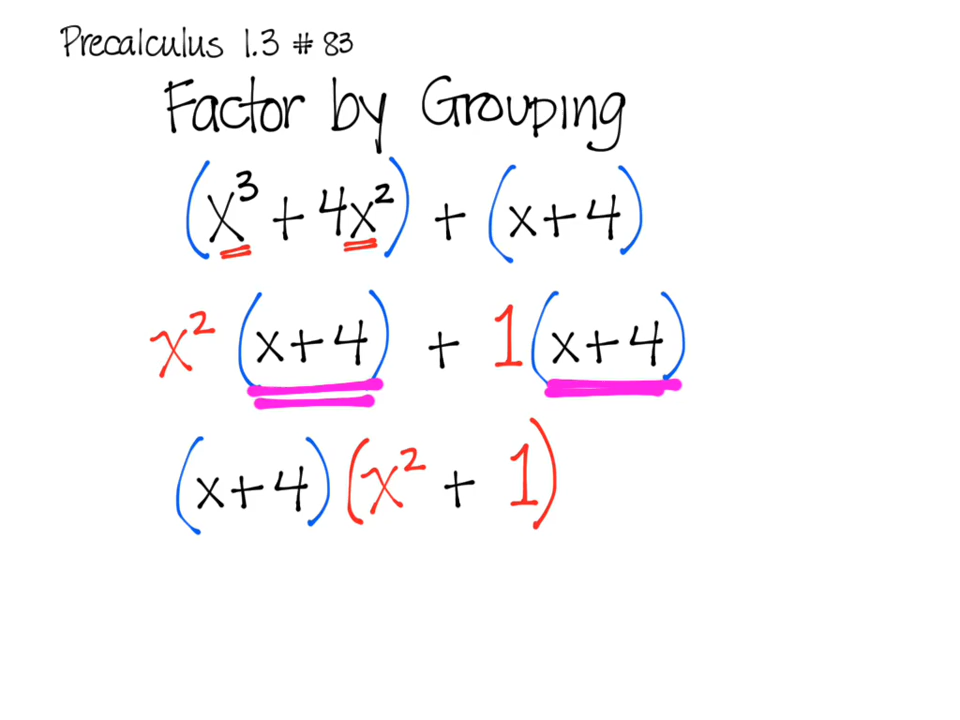 Precalculus 1.3 # 83
Factor by Grouping
(x³ + 4x²) + (x+4)
x² (x+4) + 1(x+4)
(x+4)(x² + 1)